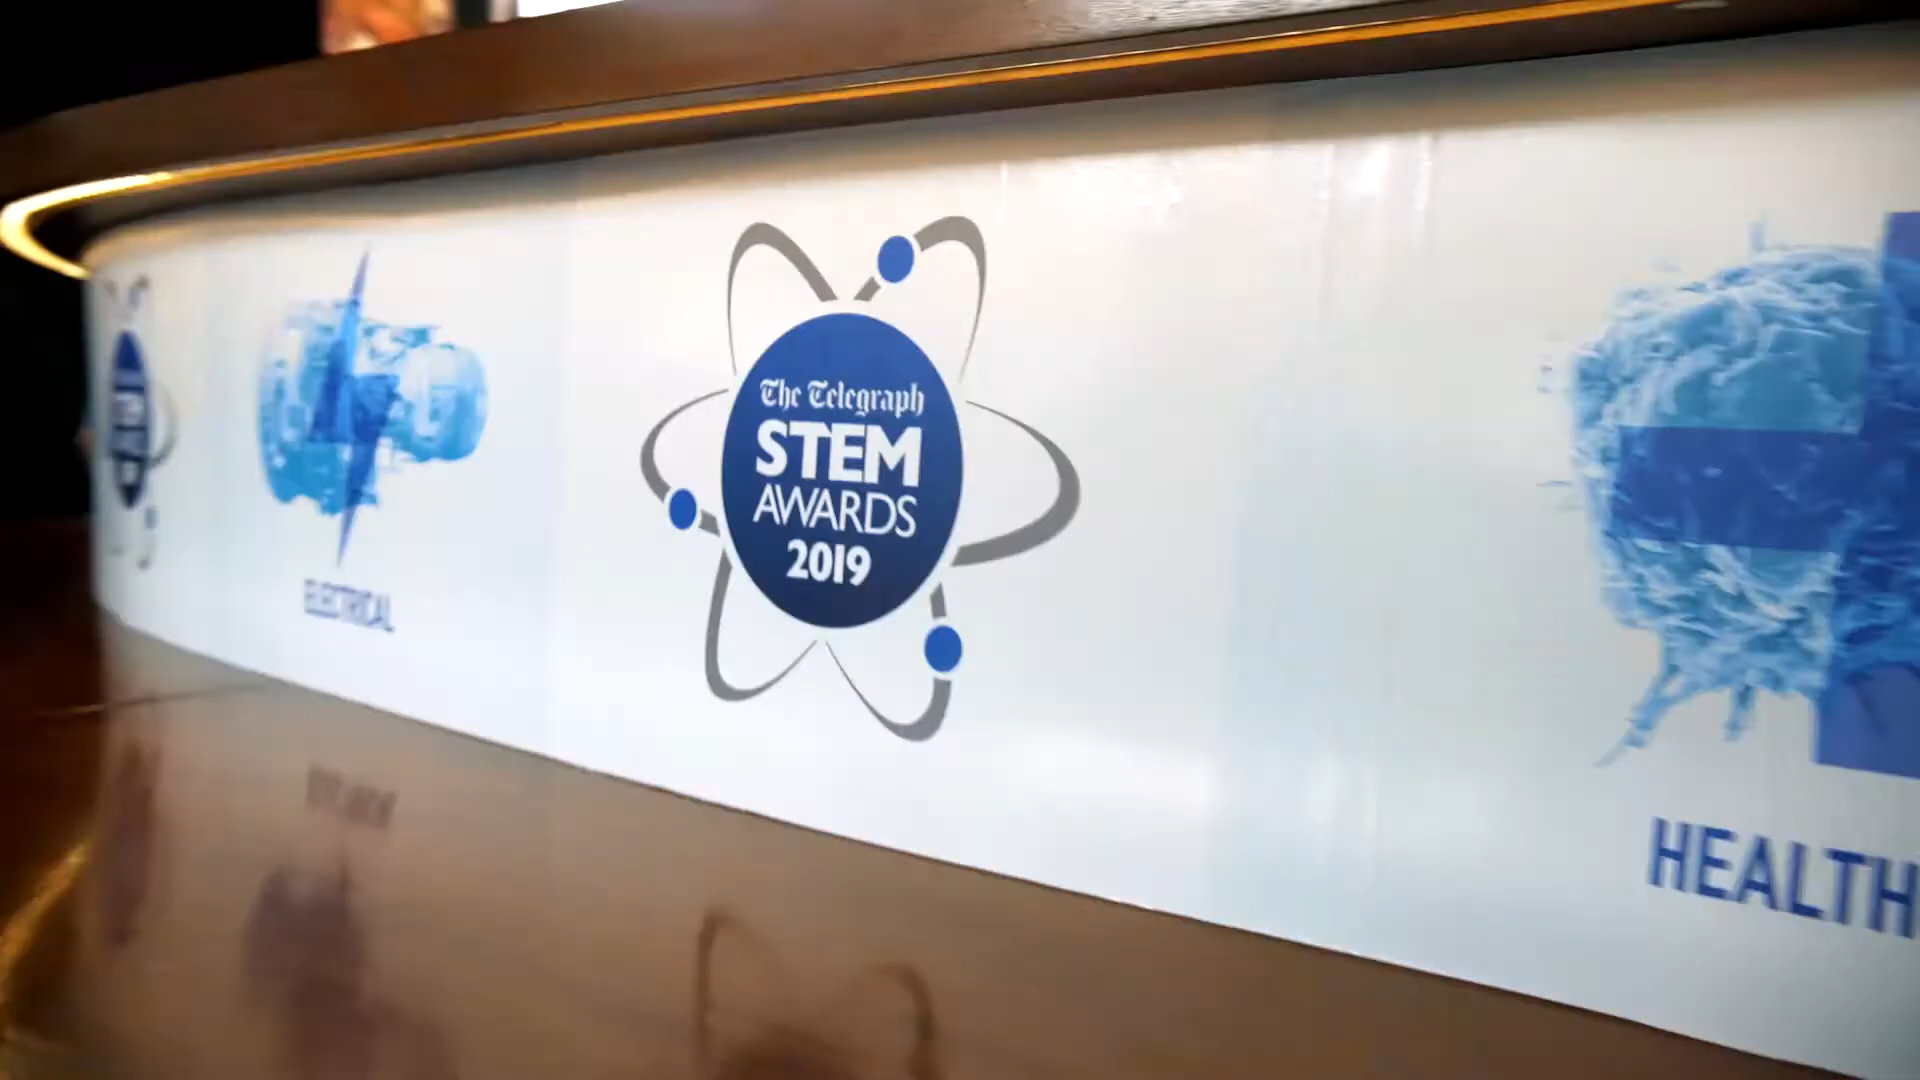 The Telegraph
STEM
AWARDS
2019
ELECTRICAL
HEALTH